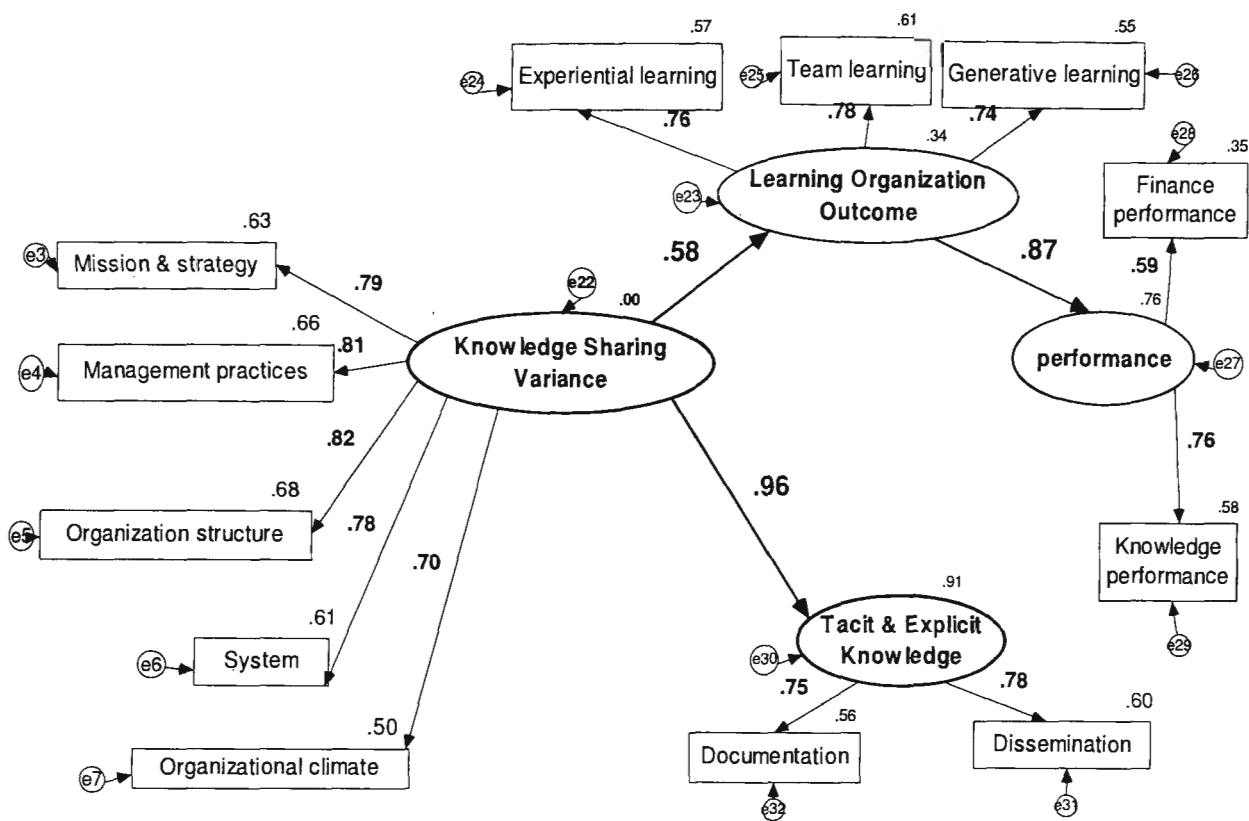 .57
.61
.55
e24
Experiential learning
e25
Team learning
Generative learning
e26
.76
.78
.74
.34
e28
.35
Learning Organization
Outcome
e23
Finance
performance
.63
e3
Mission & strategy
.79
.58
.87
.59
e22
.00
.76
.66
.81
e4
Management practices
Knowledge Sharing
Variance
performance
e27
.82
.76
.68
.96
e5
Organization structure
.78
.70
.58
Knowledge
performance
.91
.61
e6
System
Tacit & Explicit
Knowledge
e30
e29
.75
.78
.50
.56
.60
e7
Organizational climate
Documentation
Dissemination
e32
e31